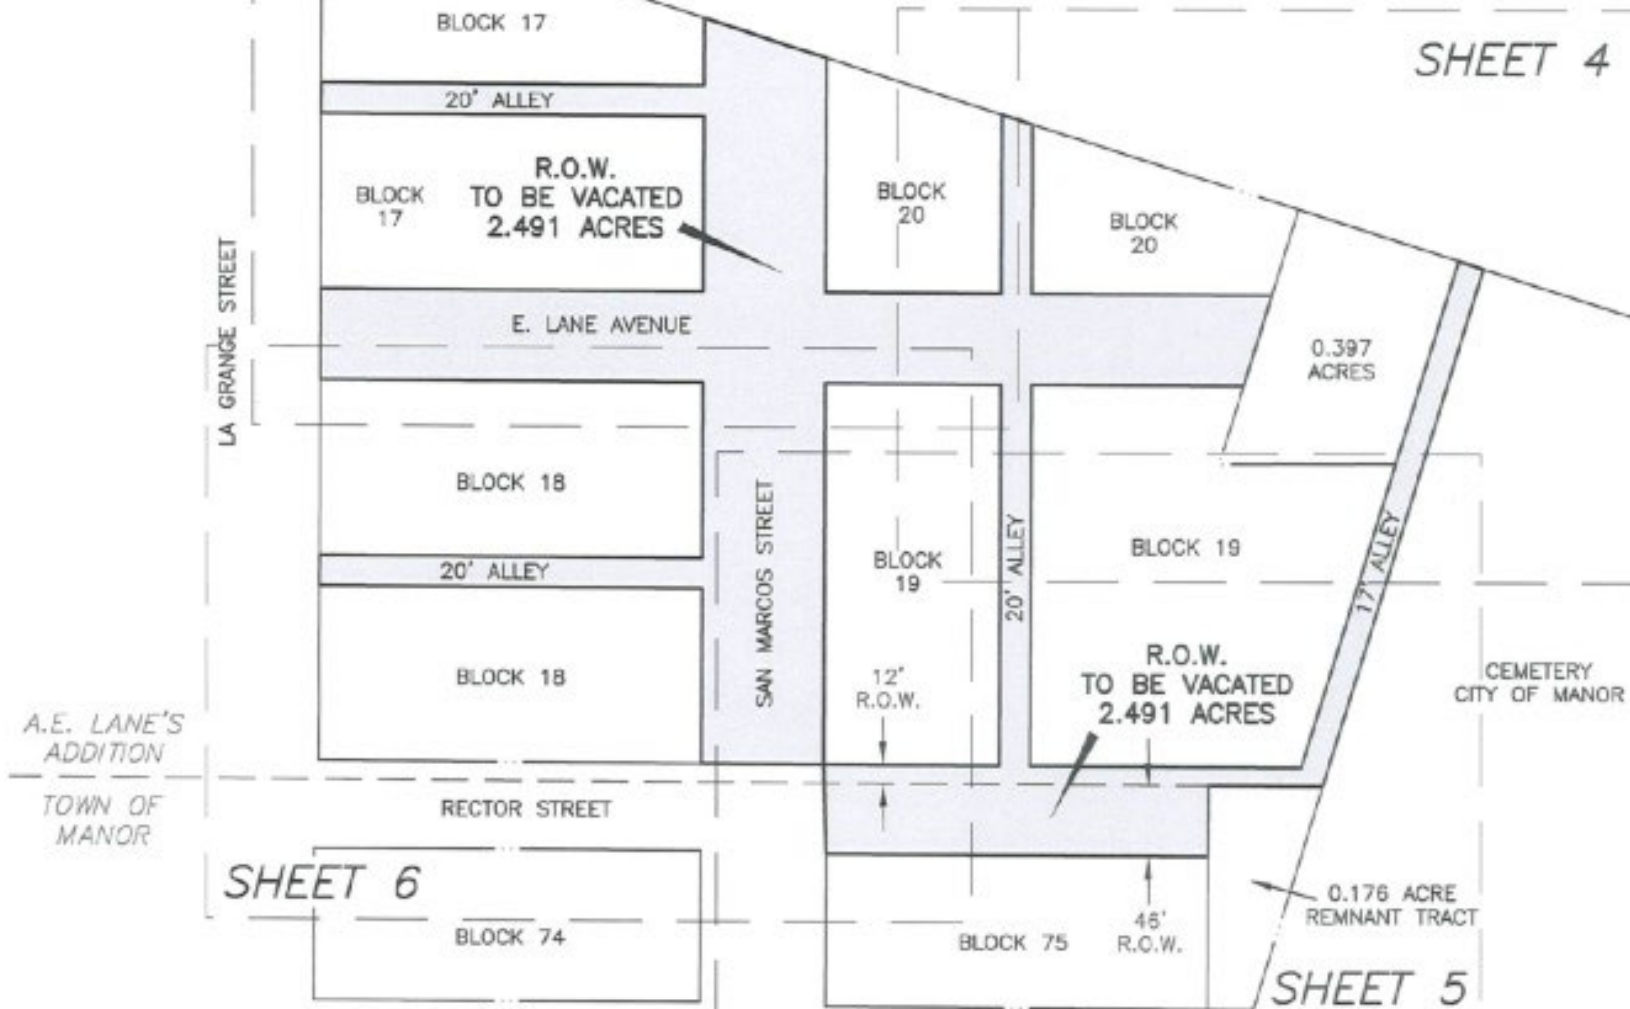 BLOCK 17
SHEET 4
20' ALLEY
R.O.W.
TO BE VACATED
2.491 ACRES
BLOCK
17
BLOCK
20
BLOCK
20
LA GRANGE STREET
E. LANE AVENUE
0.397
ACRES
BLOCK 18
SAN MARCOS STREET
BLOCK
19
20' ALLEY
BLOCK 19
17' ALLEY
20' ALLEY
BLOCK 18
12'
R.O.W.
R.O.W.
TO BE VACATED
2.491 ACRES
CEMETERY
CITY OF MANOR
A.E. LANE'S
ADDITION
TOWN OF
MANOR
RECTOR STREET
SHEET 6
0.176 ACRE
REMNANT TRACT
BLOCK 74
BLOCK 75
46'
R.O.W.
SHEET 5